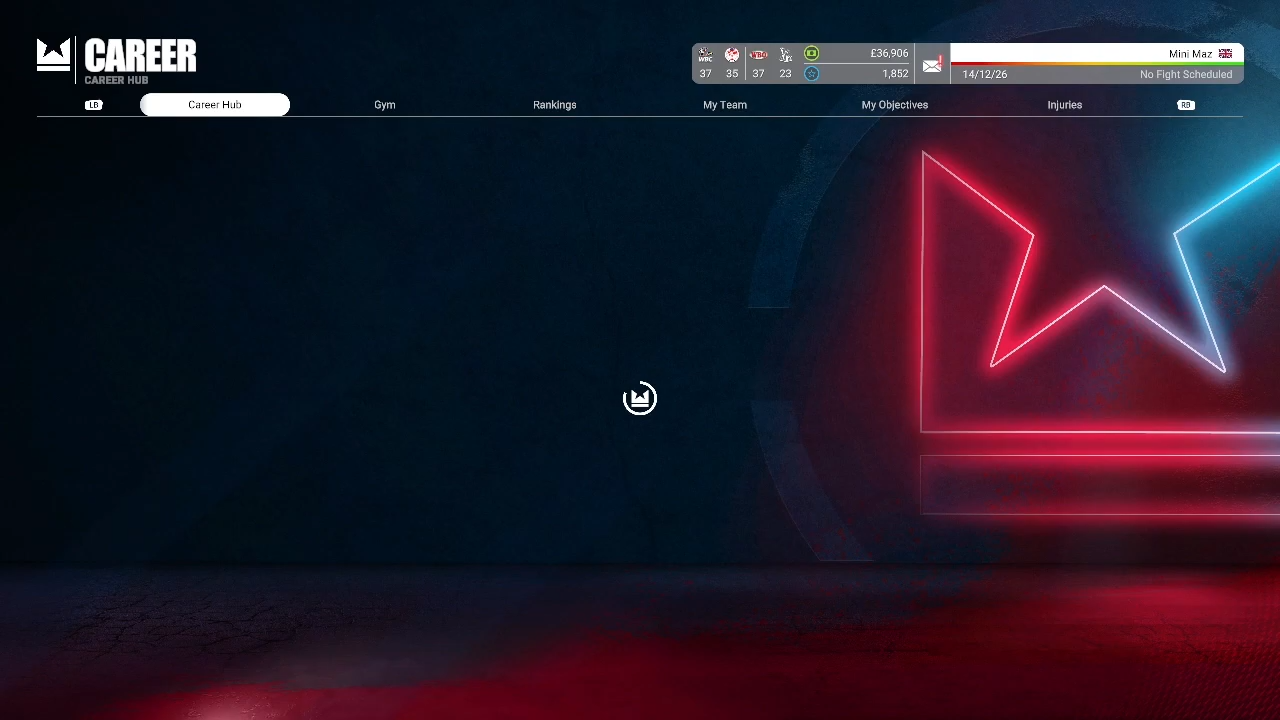 CAREER
CAREER HUB
WBC
WBO
37 35 37 23
£36,906
1,852
Mini Maz
14/12/26 No Fight Scheduled
LB Career Hub Gym Rankings My Team My Objectives Injuries RB